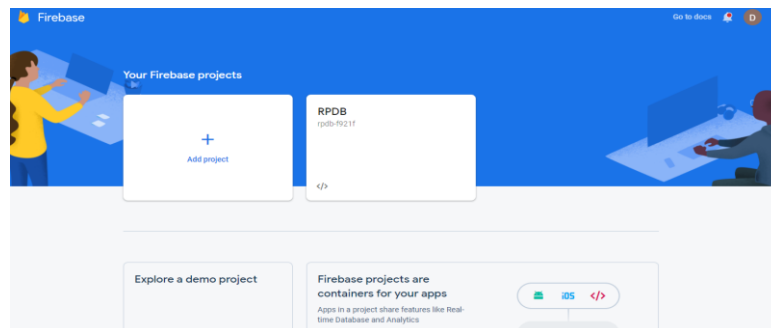 Firebase
Go to docs
D
Your Firebase projects
RPDB
rpdb-f921f
+
Add project
</>
Explore a demo project
Firebase projects are
containers for your apps
Apps in a project share features like Real-
time Database and Analytics
iOS </>